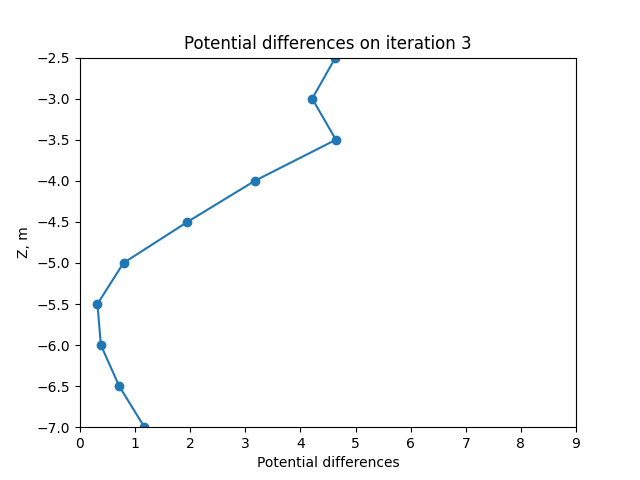 Potential differences on iteration 3
−2.5
−3.0
−3.5
−4.0
−4.5
−5.0
−5.5
−6.0
−6.5
−7.0
Z, m
0 1 2 3 4 5 6 7 8 9
Potential differences